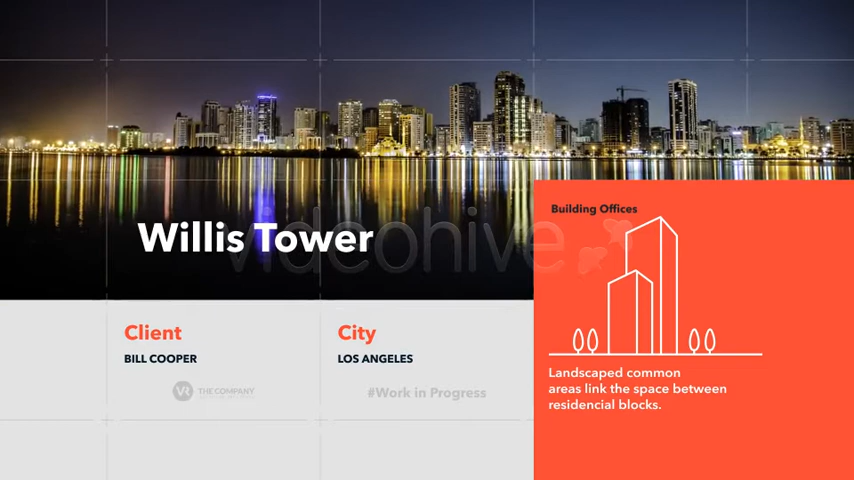 Building Offices
Willis Tower
videohive
Client
City
BILL COOPER
LOS ANGELES
VR THE COMPANY
#Work in Progress
Landscaped common
areas link the space between
residencial blocks.